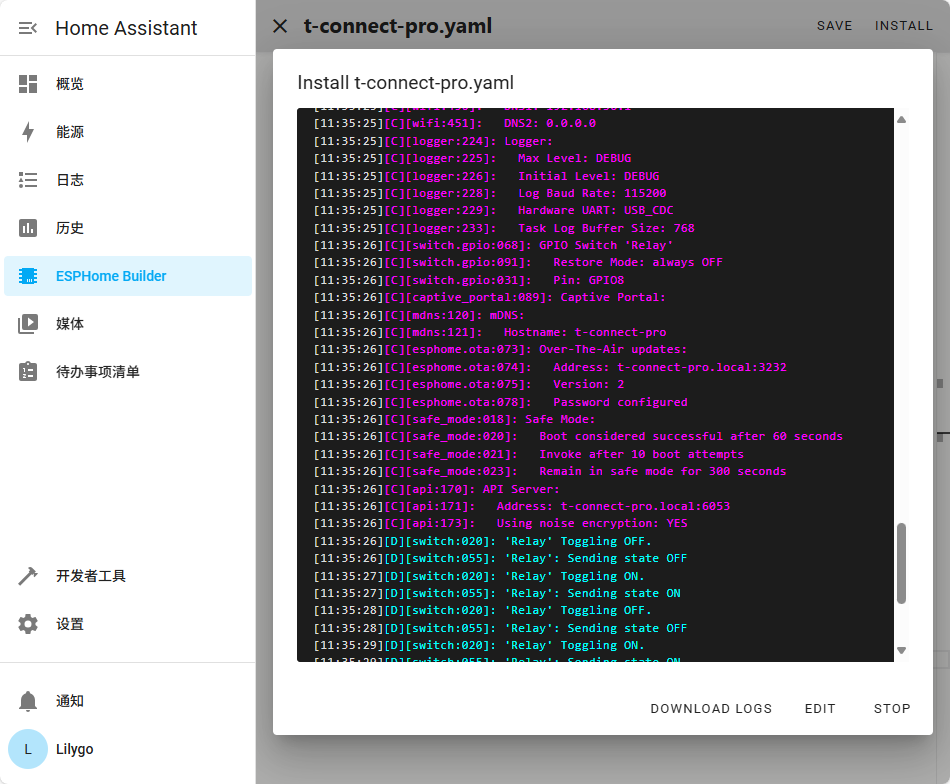 Home Assistant
概览
能源
日志
历史
ESPHome Builder
媒体
待办事项清单
开发者工具
设置
通知
L
Lilygo
t-connect-pro.yaml
SAVE
INSTALL
Install t-connect-pro.yaml
[11:35:25][C][wifi:451]: DNS2: 0.0.0.0
[11:35:25][C][logger:224]: Logger:
[11:35:25][C][logger:225]: Max Level: DEBUG
[11:35:25][C][logger:226]: Initial Level: DEBUG
[11:35:25][C][logger:228]: Log Baud Rate: 115200
[11:35:25][C][logger:229]: Hardware UART: USB_CDC
[11:35:25][C][logger:233]: Task Log Buffer Size: 768
[11:35:25][C][switch.gpio:068]: GPIO Switch 'Relay'
[11:35:25][C][switch.gpio:091]: Restore Mode: always OFF
[11:35:25][C][switch.gpio:031]: Pin: GPIO8
[11:35:26][C][captive_portal:089]: Captive Portal:
[11:35:26][C][mdns:120]: mDNS:
[11:35:26][C][mdns:121]: Hostname: t-connect-pro
[11:35:26][C][esphome.ota:073]: Over-The-Air updates:
[11:35:26][C][esphome.ota:074]: Address: t-connect-pro.local:3232
[11:35:26][C][esphome.ota:075]: Version: 2
[11:35:26][C][esphome.ota:078]: Password configured
[11:35:26][C][safe_mode:018]: Safe Mode:
[11:35:26][C][safe_mode:020]: Boot considered successful after 60 seconds
[11:35:26][C][safe_mode:021]: Invoke after 10 boot attempts
[11:35:26][C][safe_mode:023]: Remain in safe mode for 300 seconds
[11:35:26][C][api:170]: API Server:
[11:35:26][C][api:171]: Address: t-connect-pro.local:6053
[11:35:26][C][api:173]: Using noise encryption: YES
[11:35:26][D][switch:020]: 'Relay' Toggling OFF.
[11:35:26][D][switch:055]: 'Relay': Sending state OFF
[11:35:27][D][switch:020]: 'Relay' Toggling ON.
[11:35:27][D][switch:055]: 'Relay': Sending state ON
[11:35:28][D][switch:020]: 'Relay' Toggling OFF.
[11:35:28][D][switch:055]: 'Relay': Sending state OFF
[11:35:29][D][switch:020]: 'Relay' Toggling ON.
[11:35:29][D][switch:055]: 'Relay': Sending state ON
DOWNLOAD LOGS
EDIT
STOP